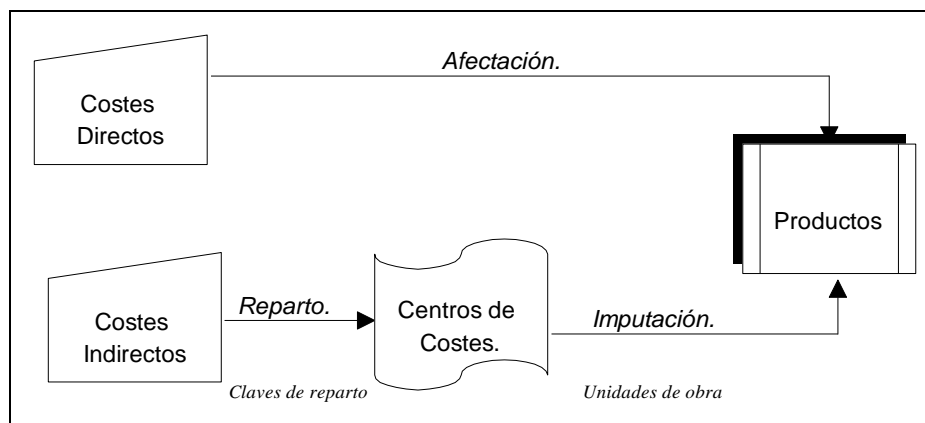 Afectación.
Costes
Directos
Productos
Costes
Indirectos
Reparto.
Centros de
Costes.
Imputación.
Claves de reparto
Unidades de obra